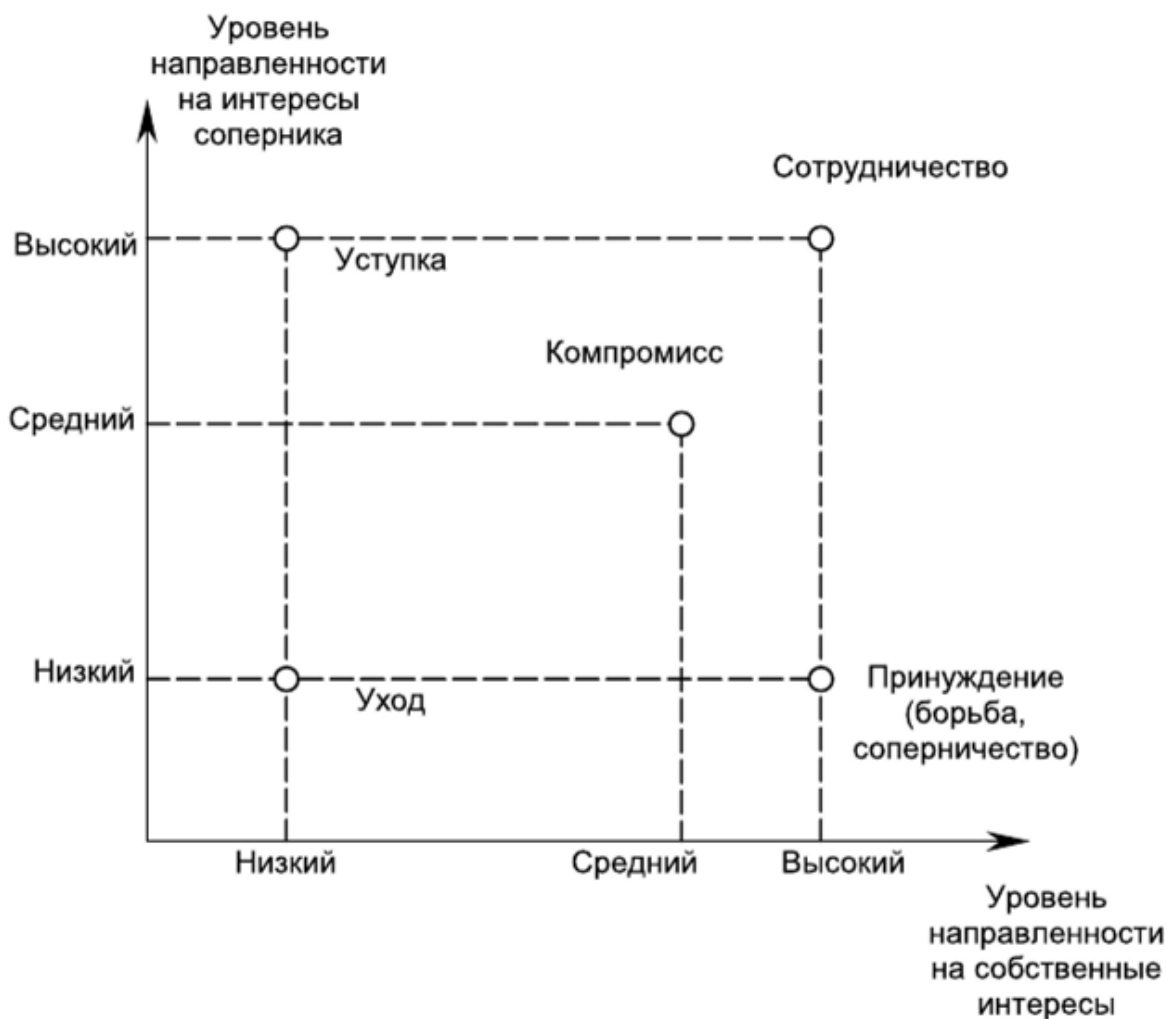 Уровень
направленности
на интересы
соперника
Сотрудничество
Высокий
Уступка
Компромисс
Средний
Низкий
Уход
Принуждение
(борьба,
соперничество)
Низкий
Средний
Высокий
Уровень
направленности
на собственные
интересы